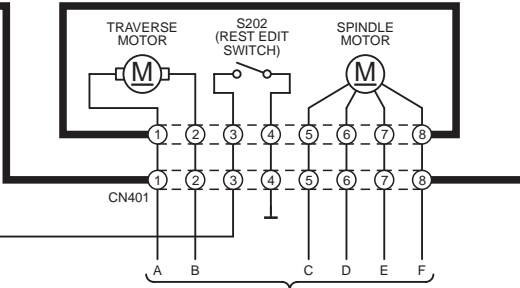 TRAVERSE
MOTOR
S202
(REST EDIT
SWITCH)
SPINDLE
MOTOR
M
M
1 2 3 4 5 6 7 8
1 2 3 4 5 6 7 8
CN401
A B C D E F